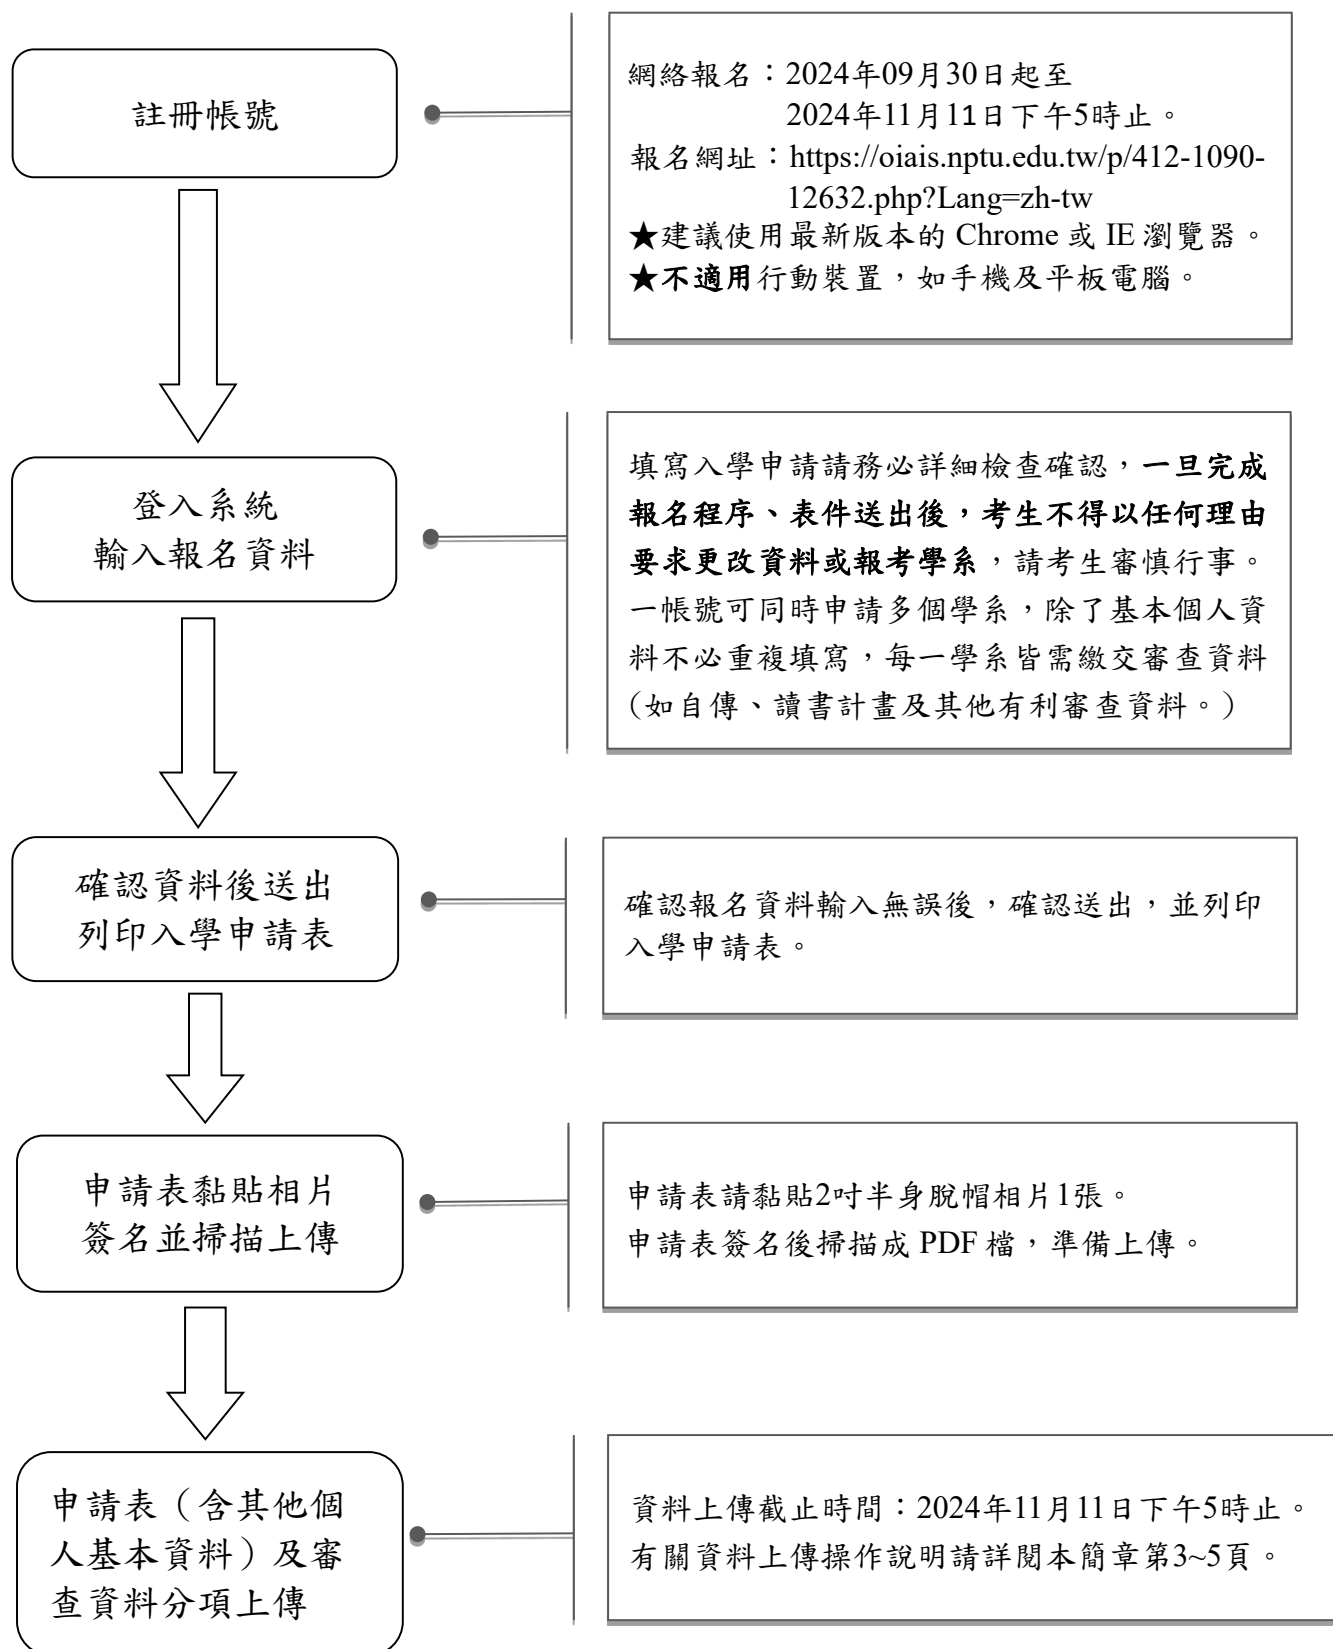 註冊帳號
網絡報名：2024年09月30日起至
2024年11月11日下午5時止。
報名網址：https://oiais.nptu.edu.tw/p/412-1090-
12632.php?Lang=zh-tw
★建議使用最新版本的 Chrome 或 IE 瀏覽器。
★不適用行動裝置，如手機及平板電腦。
登入系統
輸入報名資料
填寫入學申請請務必詳細檢查確認，一旦完成
報名程序、表件送出後，考生不得以任何理由
要求更改資料或報考學系，請考生審慎行事。
一帳號可同時申請多個學系，除了基本個人資
料不必重複填寫，每一學系皆需繳交審查資料
(如自傳、讀書計畫及其他有利審查資料。)
確認資料後送出
列印入學申請表
確認報名資料輸入無誤後，確認送出，並列印
入學申請表。
申請表黏貼相片
簽名並掃描上傳
申請表請黏貼2吋半身脫帽相片1張。
申請表簽名後掃描成 PDF 檔，準備上傳。
申請表（含其他個
人基本資料）及審
查資料分項上傳
資料上傳截止時間：2024年11月11日下午5時止。
有關資料上傳操作說明請詳閱本簡章第3~5頁。